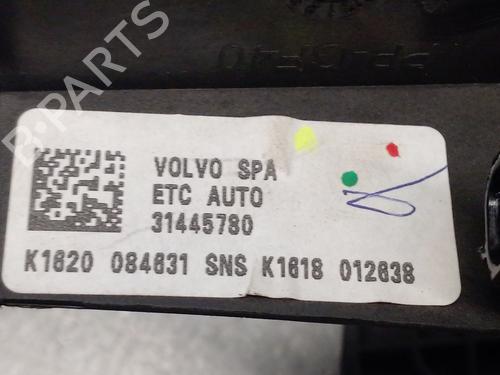 B-PARTS
VOLVO SPA
ETC AUTO
31445780
K1620 084631 SNS K1618 012638